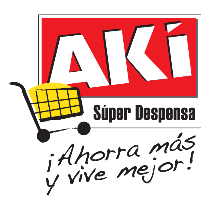 AKÍ
Súper Despensa
¡Ahorra más
y vive mejor!